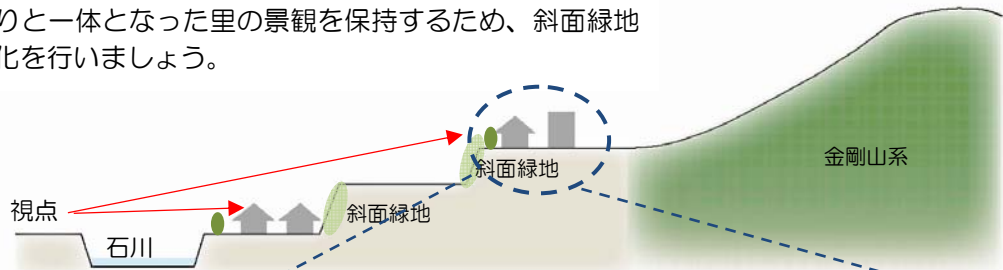 りと一体となった里の景観を保持するため、斜面緑地
化を行いましょう。
金剛山系
斜面緑地
視点
斜面緑地
石川